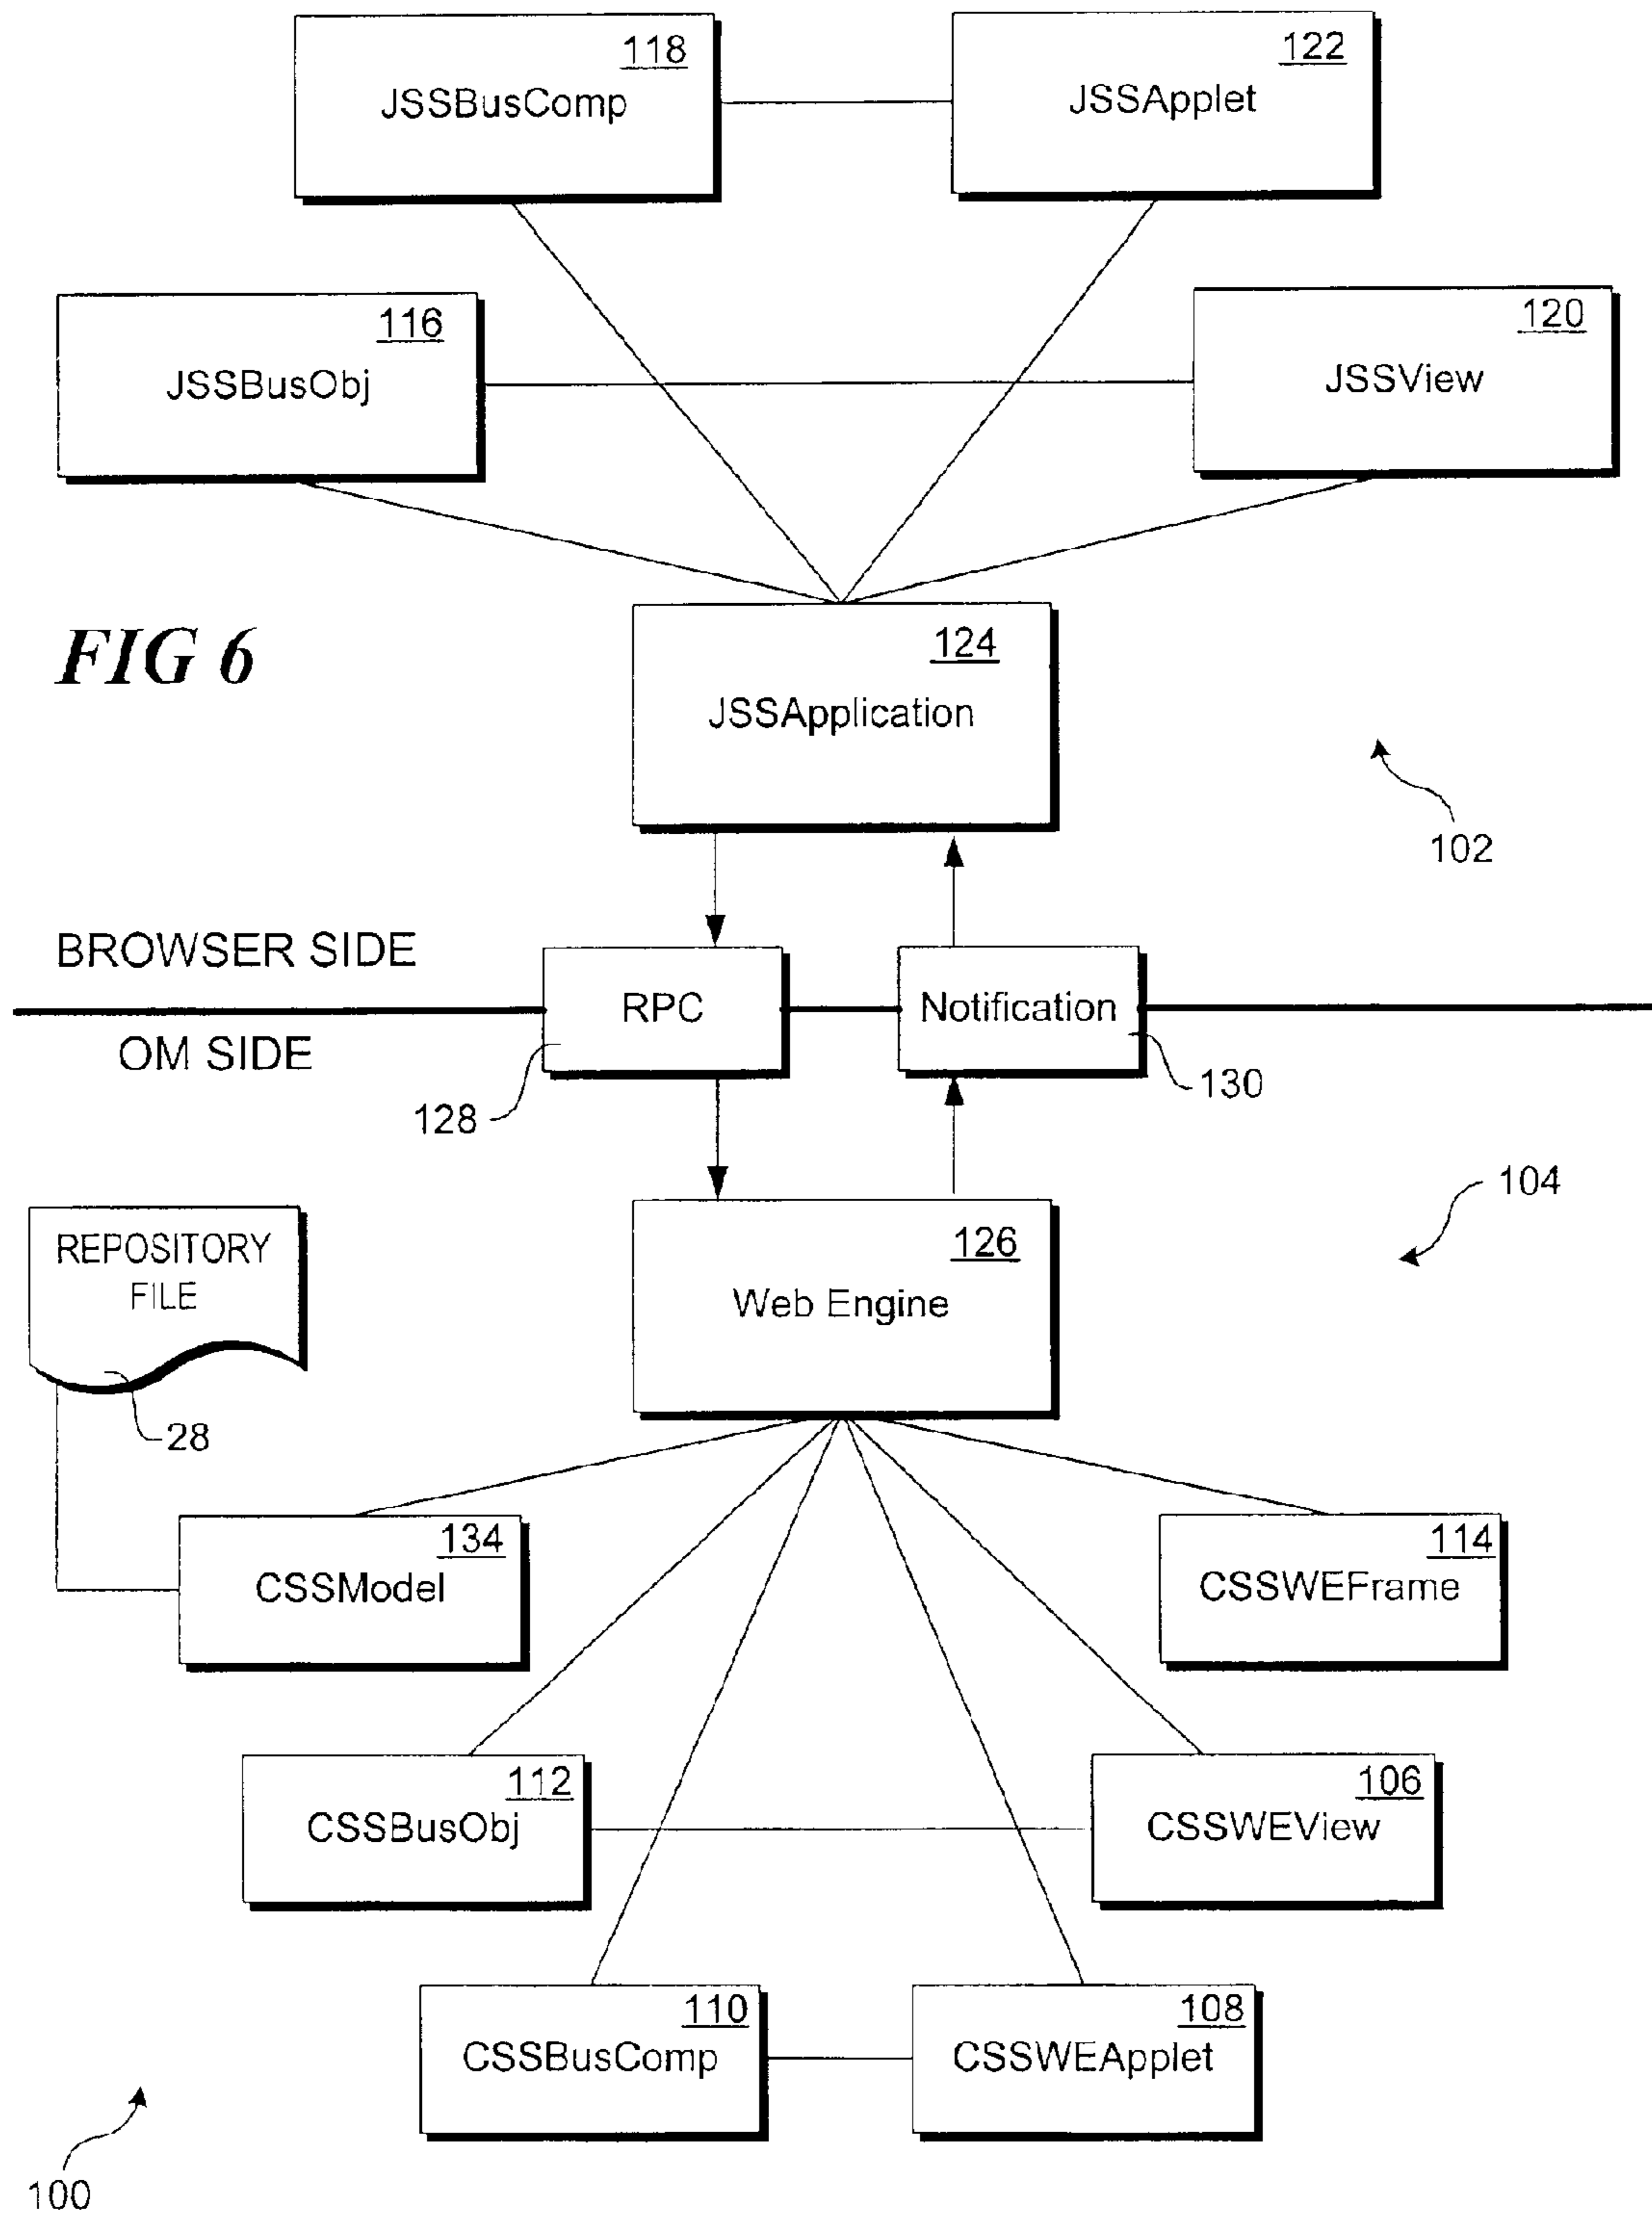 118
JSSBusComp
122
JSSApplet
116
JSSBusObj
120
JSSView
FIG 6
124
JSSApplication
102
BROWSER SIDE
RPC
Notification
OM SIDE
128
130
104
REPOSITORY
FILE
28
126
Web Engine
134
CSSModel
114
CSSWEFrame
112
CSSBusObj
106
CSSWEView
110
CSSBusComp
108
CSSWEApplet
100